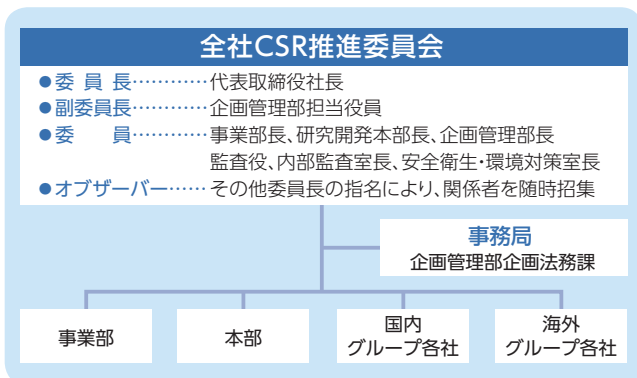 全社CSR推進委員会
●委 員 長…………代表取締役社長
●副委員長…………企画管理部担当役員
●委　　員…………事業部長、研究開発本部長、企画管理部長
監査役、内部監査室長、安全衛生・環境対策室長
●オブザーバー……その他委員長の指名により、関係者を随時招集
事務局
企画管理部企画法務課
事業部
本部
国内
グループ各社
海外
グループ各社